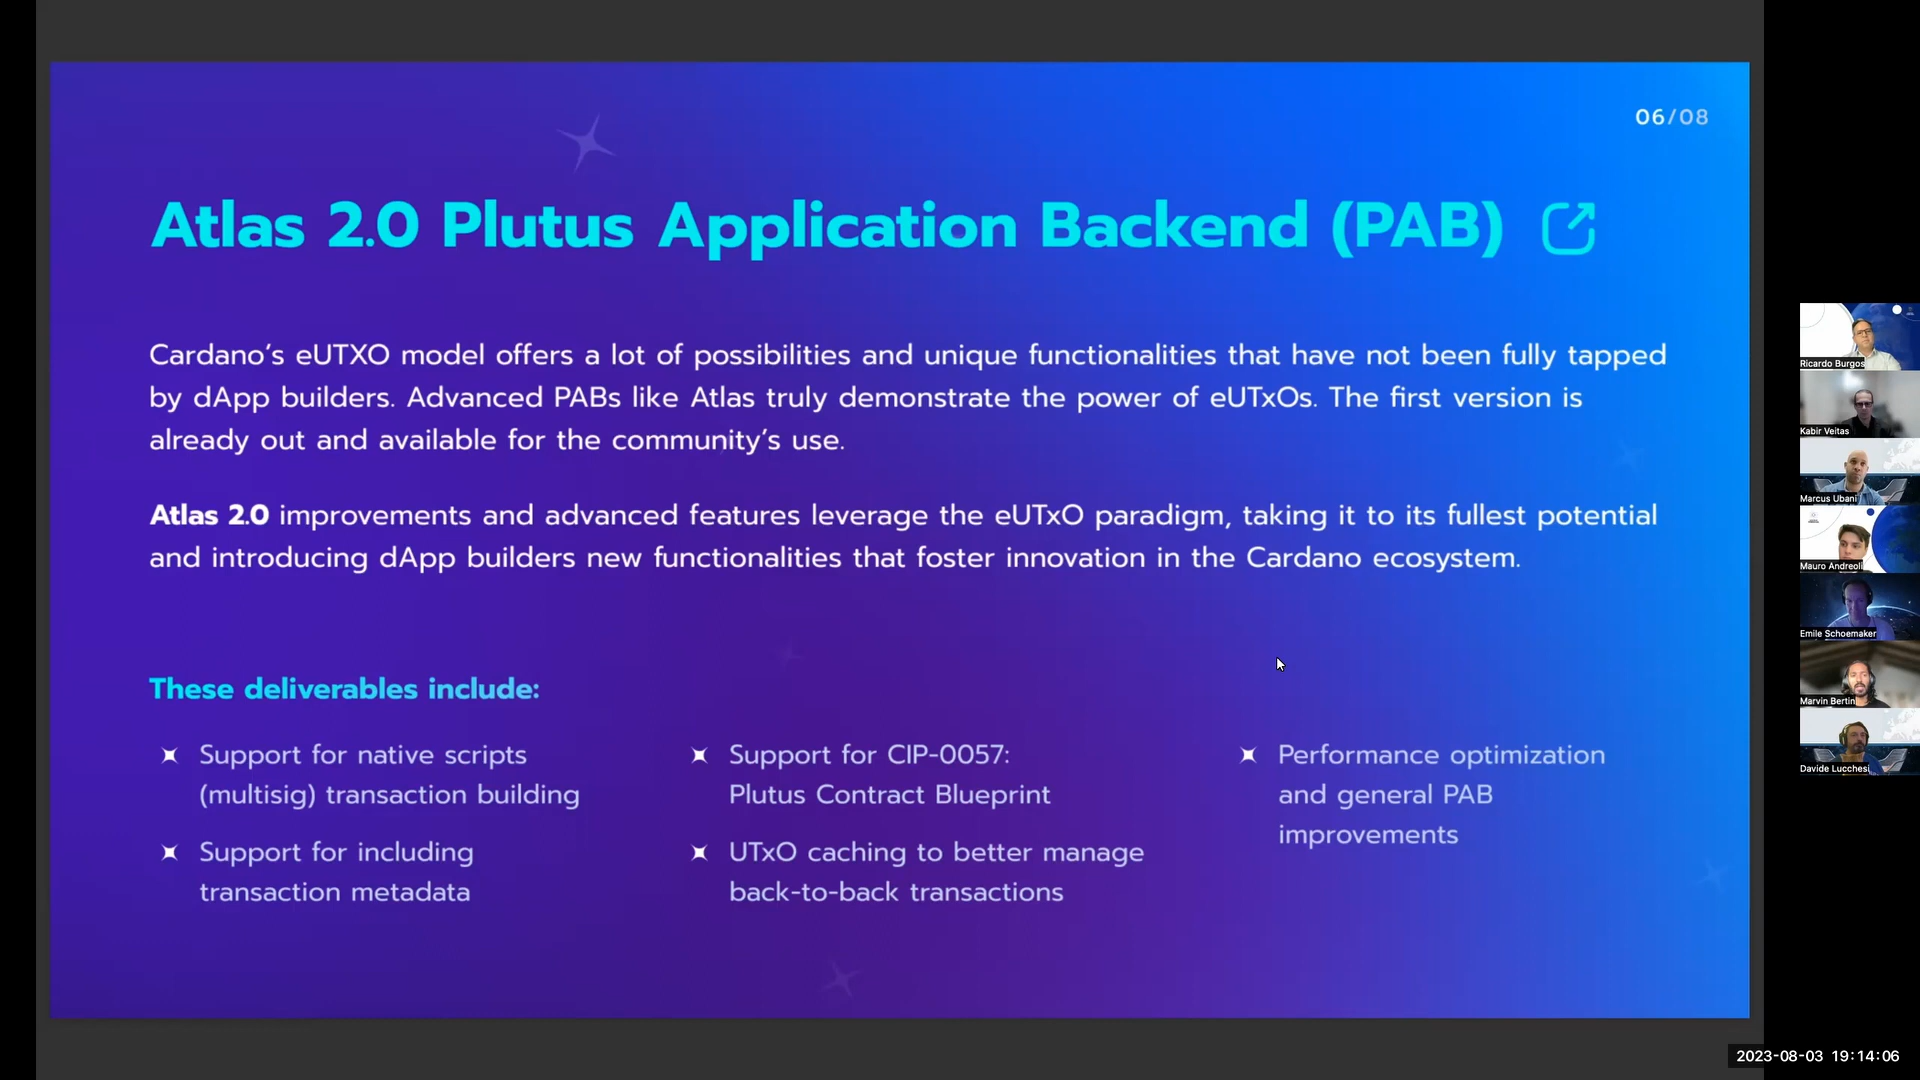 06/08
Atlas 2.0 Plutus Application Backend (PAB)
Cardano’s eUTXO model offers a lot of possibilities and unique functionalities that have not been fully tapped
by dApp builders. Advanced PABs like Atlas truly demonstrate the power of eUTxOs. The first version is
already out and available for the community’s use.
Atlas 2.0 improvements and advanced features leverage the eUTxO paradigm, taking it to its fullest potential
and introducing dApp builders new functionalities that foster innovation in the Cardano ecosystem.
These deliverables include:
Support for native scripts
(multisig) transaction building
Support for including
transaction metadata
Support for CIP-0057:
Plutus Contract Blueprint
UTxO caching to better manage
back-to-back transactions
Performance optimization
and general PAB
improvements
Ricardo Burgos
Kabir Veitas
Marcus Ubani
Mauro Andreoli
Emile Schoemaker
Marvin Bertin
Davide Lucchesi
2023-08-03 19:14:06